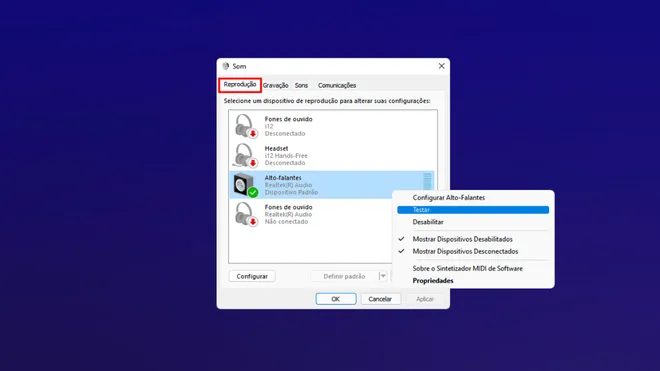 Som
Reprodução Gravação Sons Comunicações
Selecione um dispositivo de reprodução para alterar suas configurações:
Fones de ouvido
i12
Desconectado
Headset
i12 Hands-Free
Desconectado
Alto-falantes
Realtek(R) Audio
Dispositivo Padrão
Fones de ouvido
Realtek(R) Audio
Não conectado
Configurar Alto-Falantes
Testar
Desabilitar
Mostrar Dispositivos Desabilitados
Mostrar Dispositivos Desconectados
Sobre o Sintetizador MIDI de Software
Propriedades
Configurar Definir padrão
OK Cancelar Aplicar